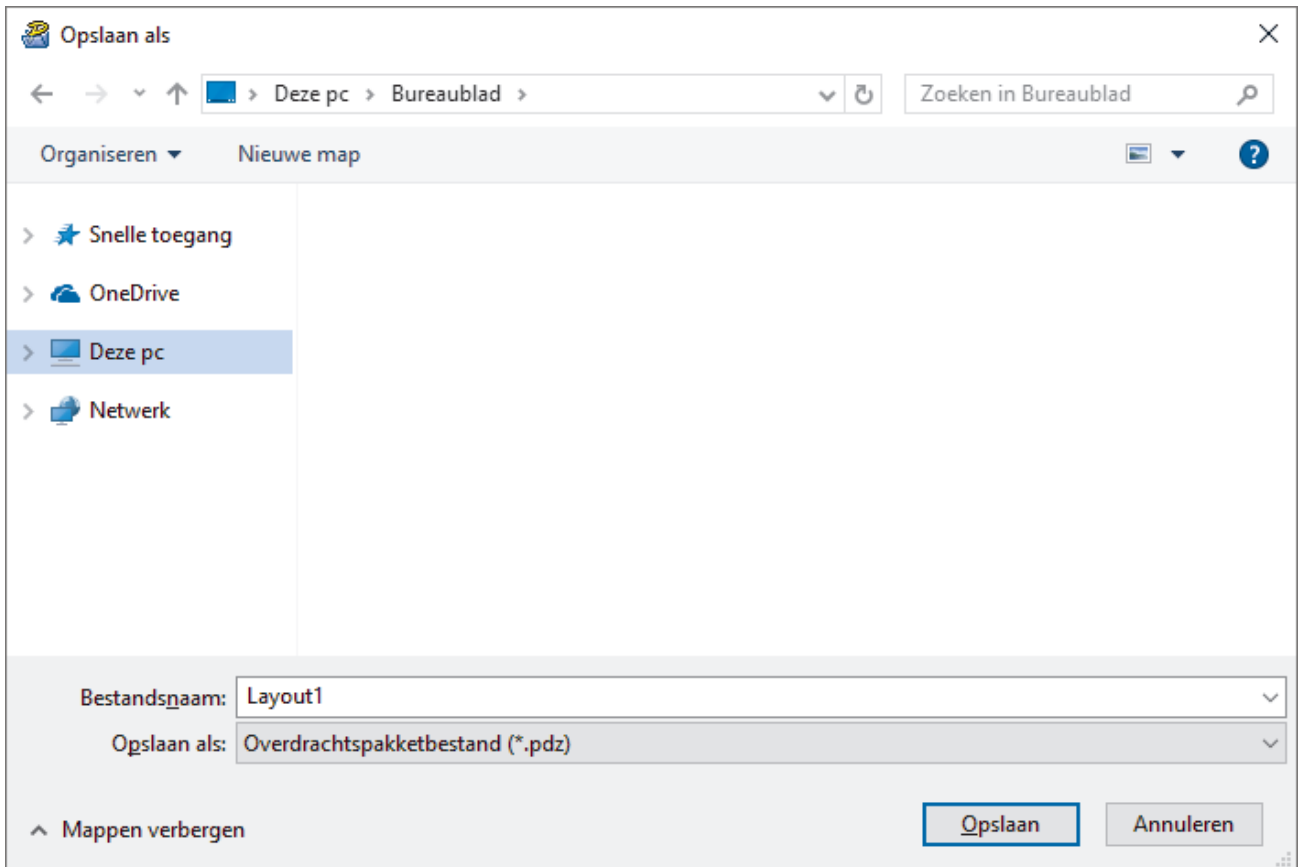 Opslaan als
Deze pc > Bureaublad >
Zoeken in Bureaublad
Organiseren
Nieuwe map
?
Snelle toegang
OneDrive
Deze pc
Netwerk
Bestandsnaam: Layout1
Opslaan als: Overdrachtspakketbestand (*.pdz)
Mappen verbergen
Opslaan
Annuleren